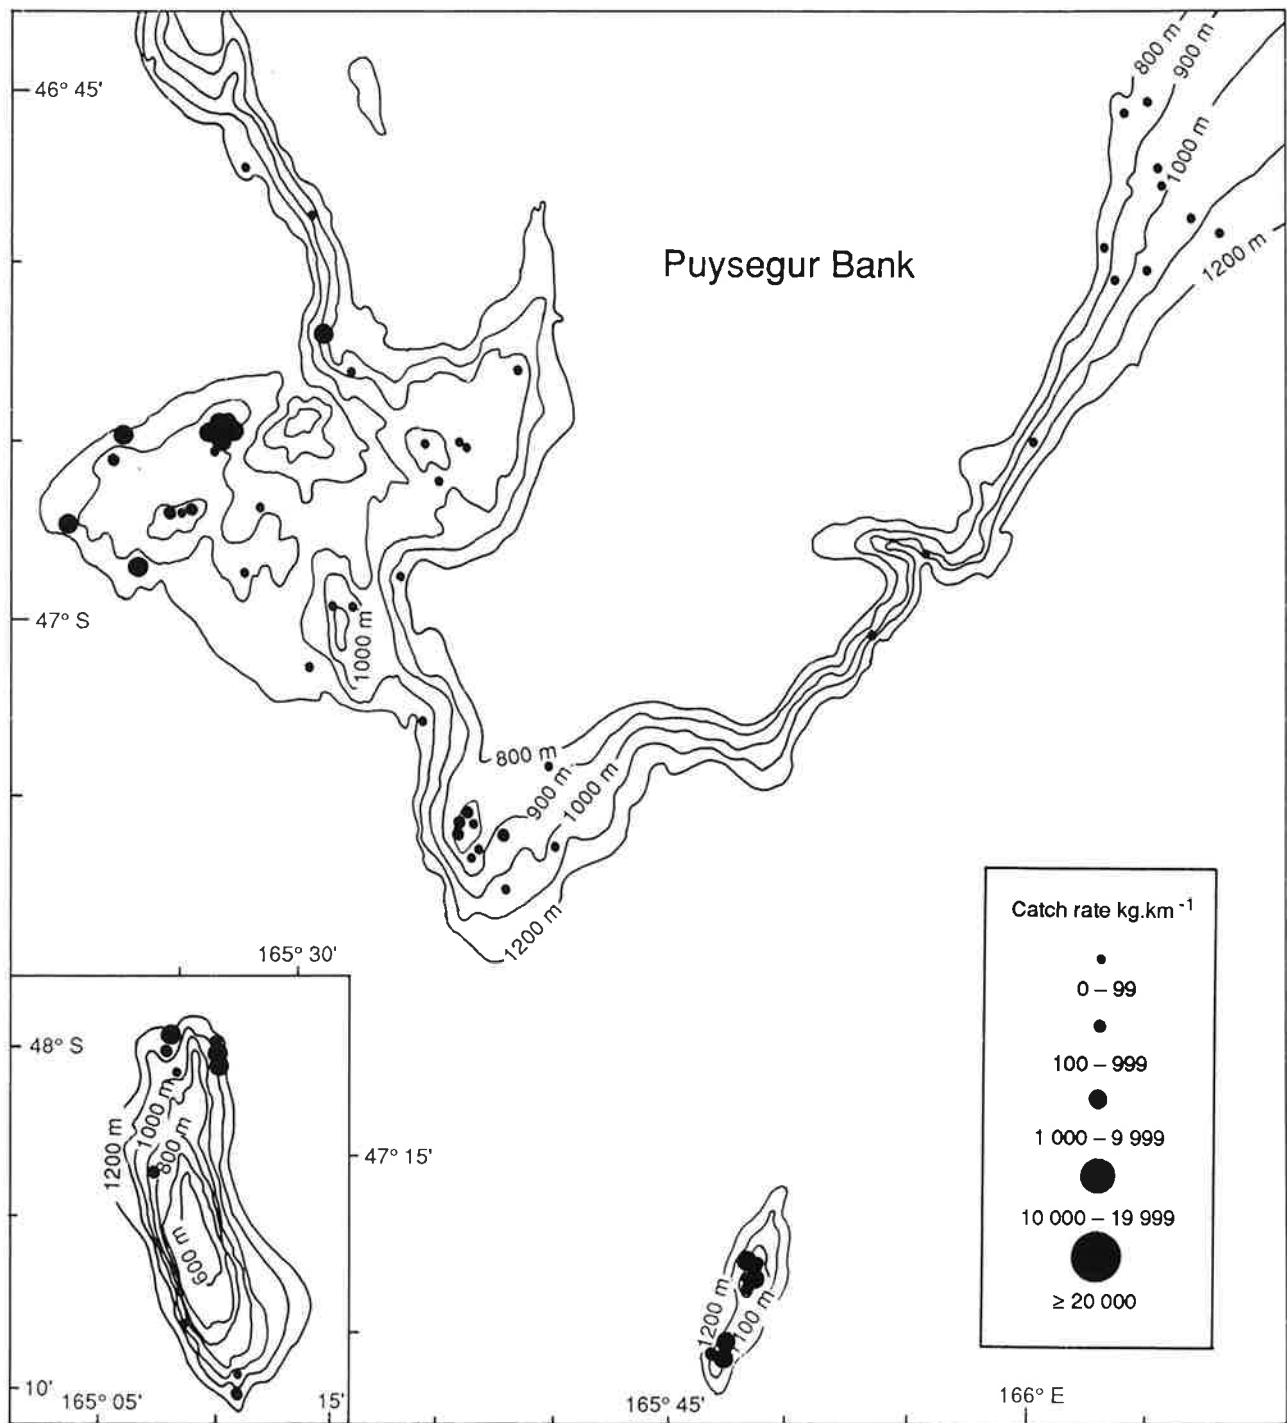 800 m
900 m
46° 45'
1000 m
Puysegur Bank
1200 m
47° S
1000 m
800 m
900 m
1000 m
1200 m
Catch rate kg.km⁻¹
0 – 99
100 – 999
1 000 – 9 999
10 000 – 19 999
≥ 20 000
165° 30'
48° S
1000 m
800 m
1200 m
600 m
47° 15'
1200 m
100 m
10'
165° 05'
15'
165° 45'
166° E